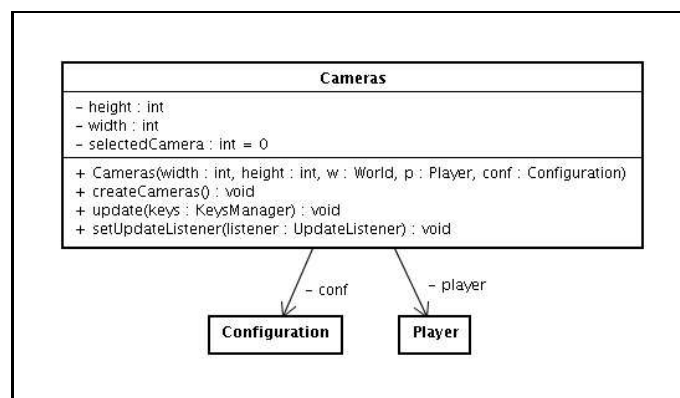 Cameras
– height : int
– width : int
– selectedCamera : int = 0
+ Cameras(width : int, height : int, w : World, p : Player, conf : Configuration)
+ createCameras() : void
+ update(keys : KeysManager) : void
+ setUpdateListener(listener : UpdateListener) : void
– conf
– player
Configuration
Player